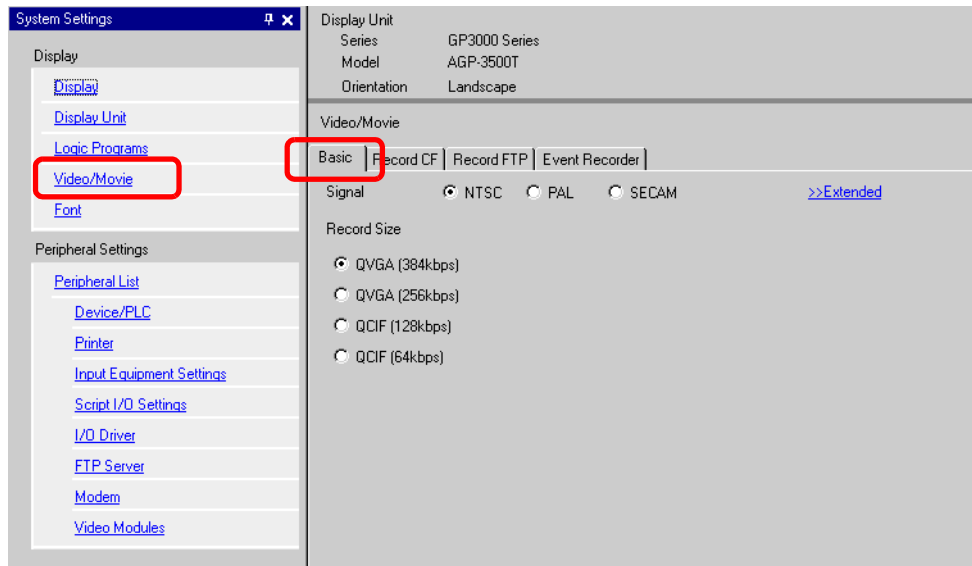 System Settings
Display
Display
Display Unit
Logic Programs
Video/Movie
Font
Peripheral Settings
Peripheral List
Device/PLC
Printer
Input Equipment Settings
Script I/O Settings
I/O Driver
FTP Server
Modem
Video Modules
Display Unit
Series GP3000 Series
Model AGP-3500T
Orientation Landscape
Video/Movie
Basic Record CF Record FTP Event Recorder
Signal NTSC PAL SECAM >>Extended
Record Size
QVGA (384kbps)
QVGA (256kbps)
QCIF (128kbps)
QCIF (64kbps)